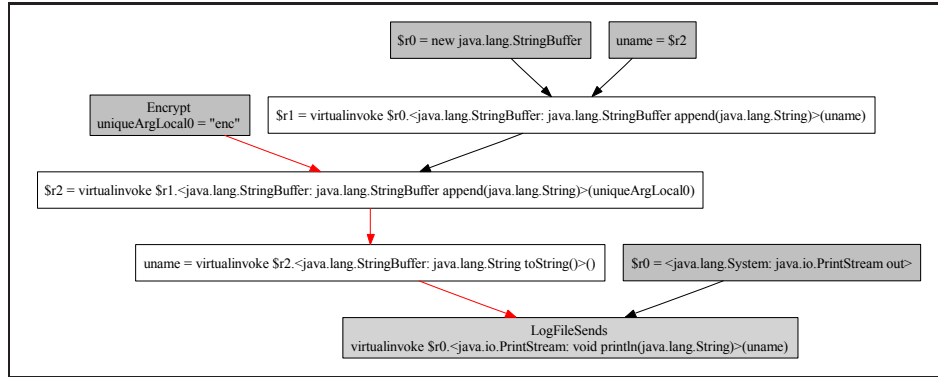 $r0 = new java.lang.StringBuffer
uname = $r2
Encrypt
uniqueArgLocal0 = "enc"
$r1 = virtualinvoke $r0.<java.lang.StringBuffer: java.lang.StringBuffer append(java.lang.String)>(uname)
$r2 = virtualinvoke $r1.<java.lang.StringBuffer: java.lang.StringBuffer append(java.lang.String)>(uniqueArgLocal0)
uname = virtualinvoke $r2.<java.lang.StringBuffer: java.lang.String toString()>()
$r0 = <java.lang.System: java.io.PrintStream out>
LogFileSends
virtualinvoke $r0.<java.io.PrintStream: void println(java.lang.String)>(uname)